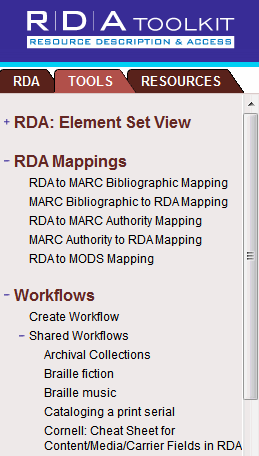 R|D|A TOOLKIT
RESOURCE DESCRIPTION & ACCESS
RDA TOOLS RESOURCES
+ RDA: Element Set View
– RDA Mappings
RDA to MARC Bibliographic Mapping
MARC Bibliographic to RDA Mapping
RDA to MARC Authority Mapping
MARC Authority to RDA Mapping
RDA to MODS Mapping
– Workflows
Create Workflow
– Shared Workflows
Archival Collections
Braille fiction
Braille music
Cataloging a print serial
Cornell: Cheat Sheet for
Content/Media/Carrier Fields in RDA